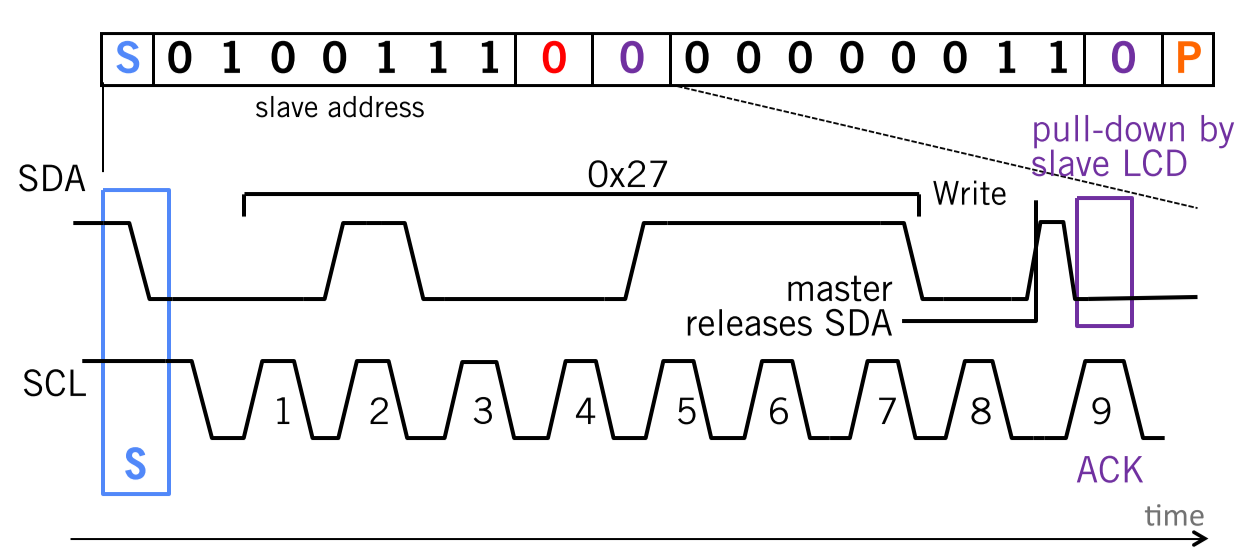 S 0 1 0 0 1 1 1 0 0 0 0 0 0 0 0 1 1 0 P
slave address
pull-down by
slave LCD
SDA
0x27
Write
master
releases SDA
SCL
1 2 3 4 5 6 7 8 9
S
ACK
time